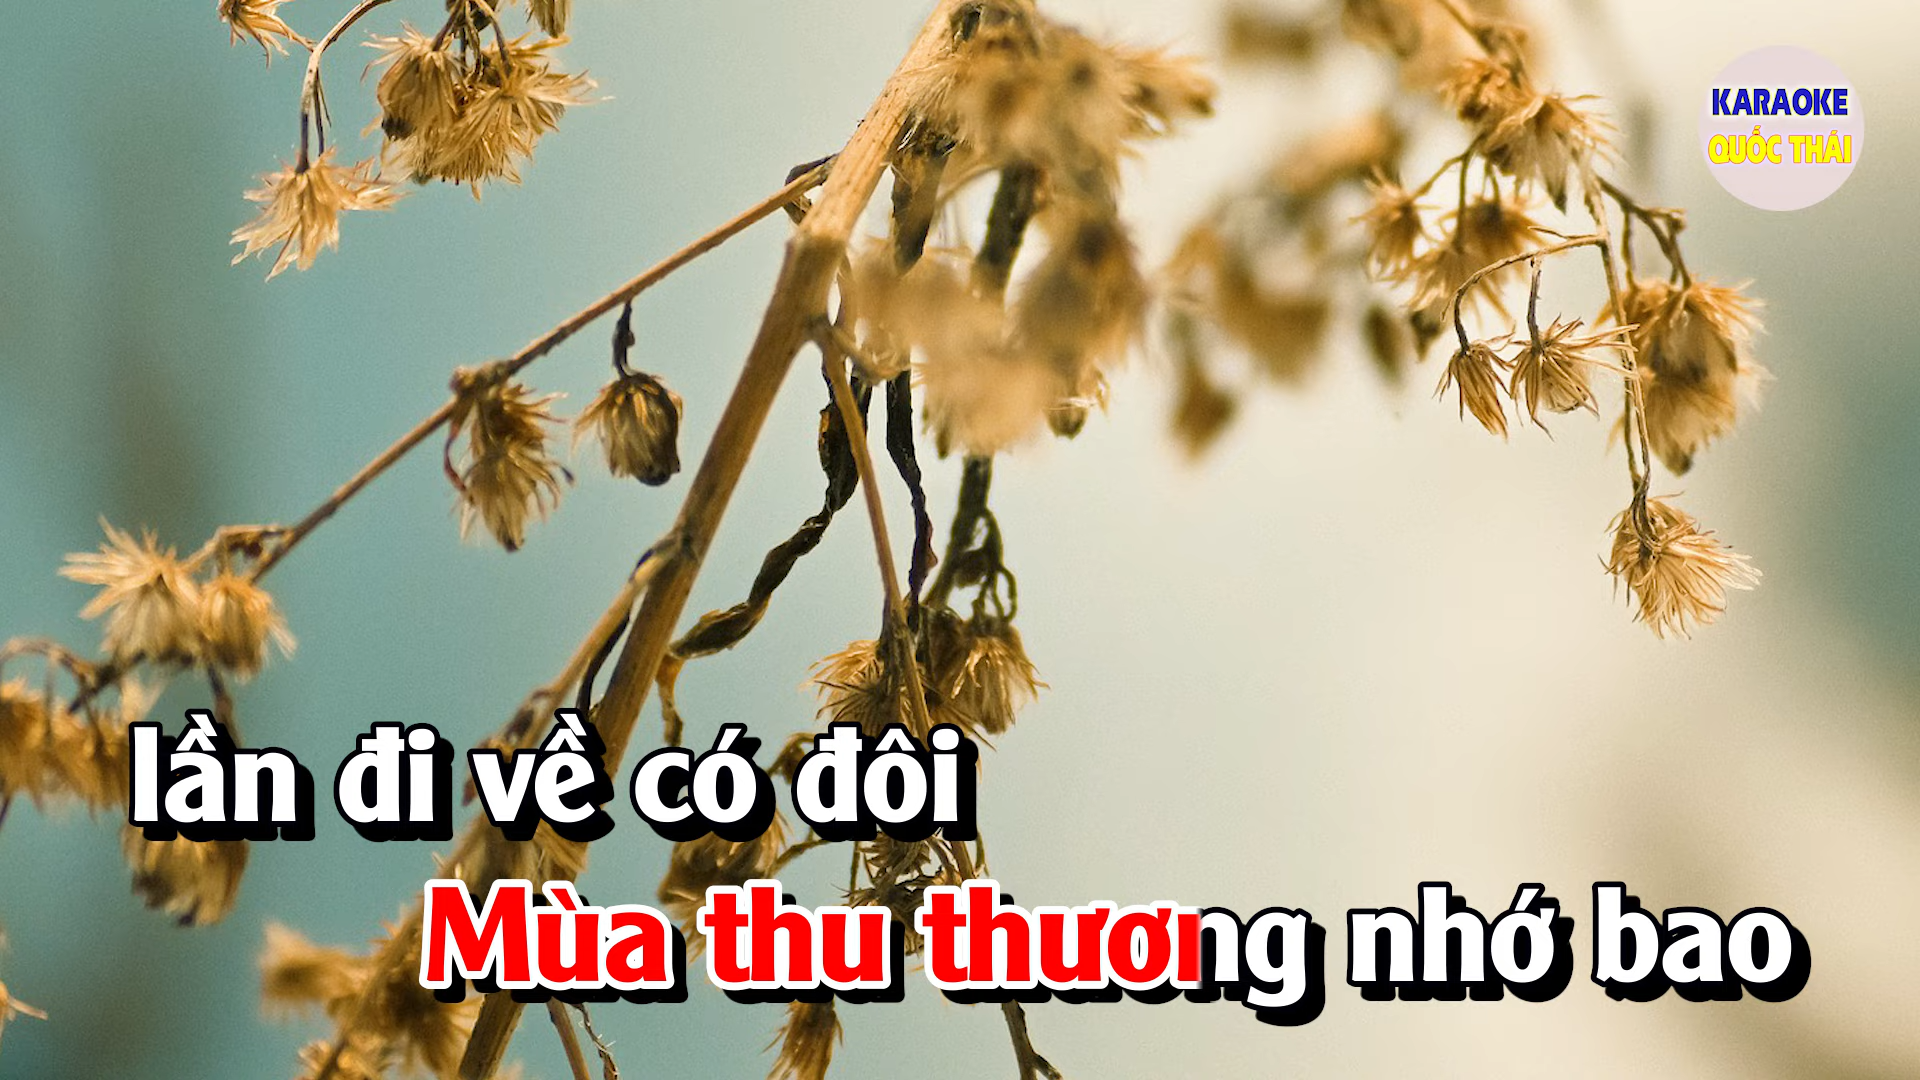 KARAOKE
QUỐC THÁI
lần đi về có đôi
Mùa thu thương nhớ bao